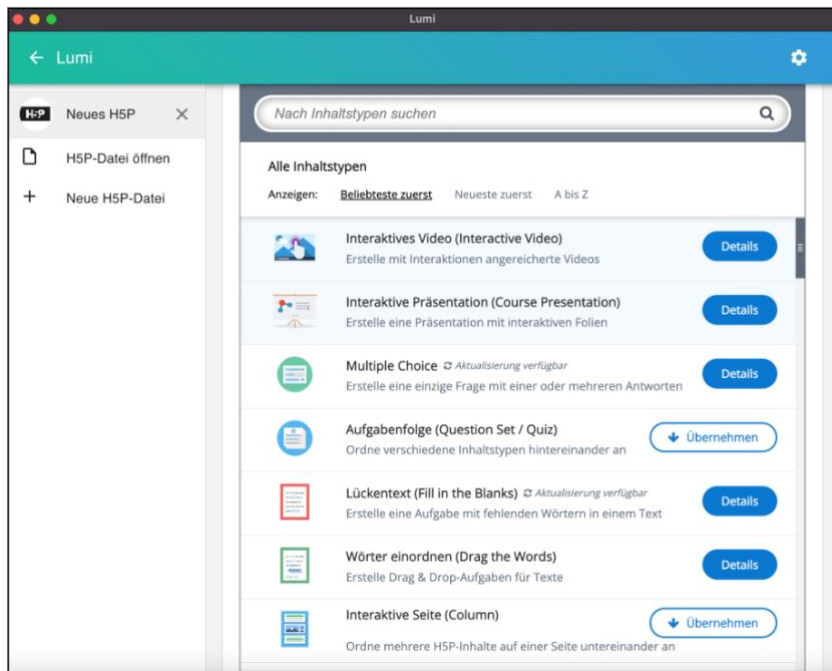 Lumi
Lumi
H5P
Neues H5P
H5P-Datei öffnen
Neue H5P-Datei
Nach Inhaltstypen suchen
Alle Inhaltstypen
Anzeigen: Beliebteste zuerst Neueste zuerst A bis Z
Interaktives Video (Interactive Video)
Erstelle mit Interaktionen angereicherte Videos
Details
Interaktive Präsentation (Course Presentation)
Erstelle eine Präsentation mit interaktiven Folien
Details
Multiple Choice Aktualisierung verfügbar
Erstelle eine einzige Frage mit einer oder mehreren Antworten
Details
Aufgabenfolge (Question Set / Quiz)
Ordne verschiedene Inhaltstypen hintereinander an
Übernehmen
Lückentext (Fill in the Blanks) Aktualisierung verfügbar
Erstelle eine Aufgabe mit fehlenden Wörtern in einem Text
Details
Wörter einordnen (Drag the Words)
Erstelle Drag & Drop-Aufgaben für Texte
Details
Interaktive Seite (Column)
Ordne mehrere H5P-Inhalte auf einer Seite untereinander an
Übernehmen